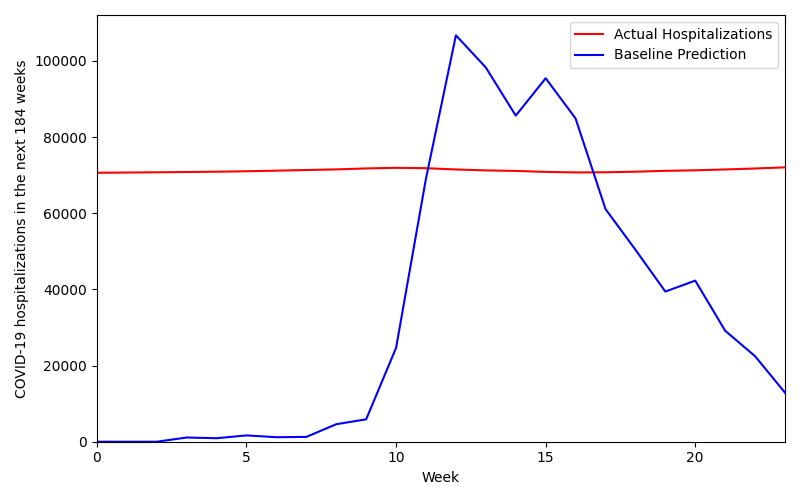 Actual Hospitalizations
Baseline Prediction
COVID-19 hospitalizations in the next 184 weeks
100000
80000
60000
40000
20000
0
0 5 10 15 20
Week